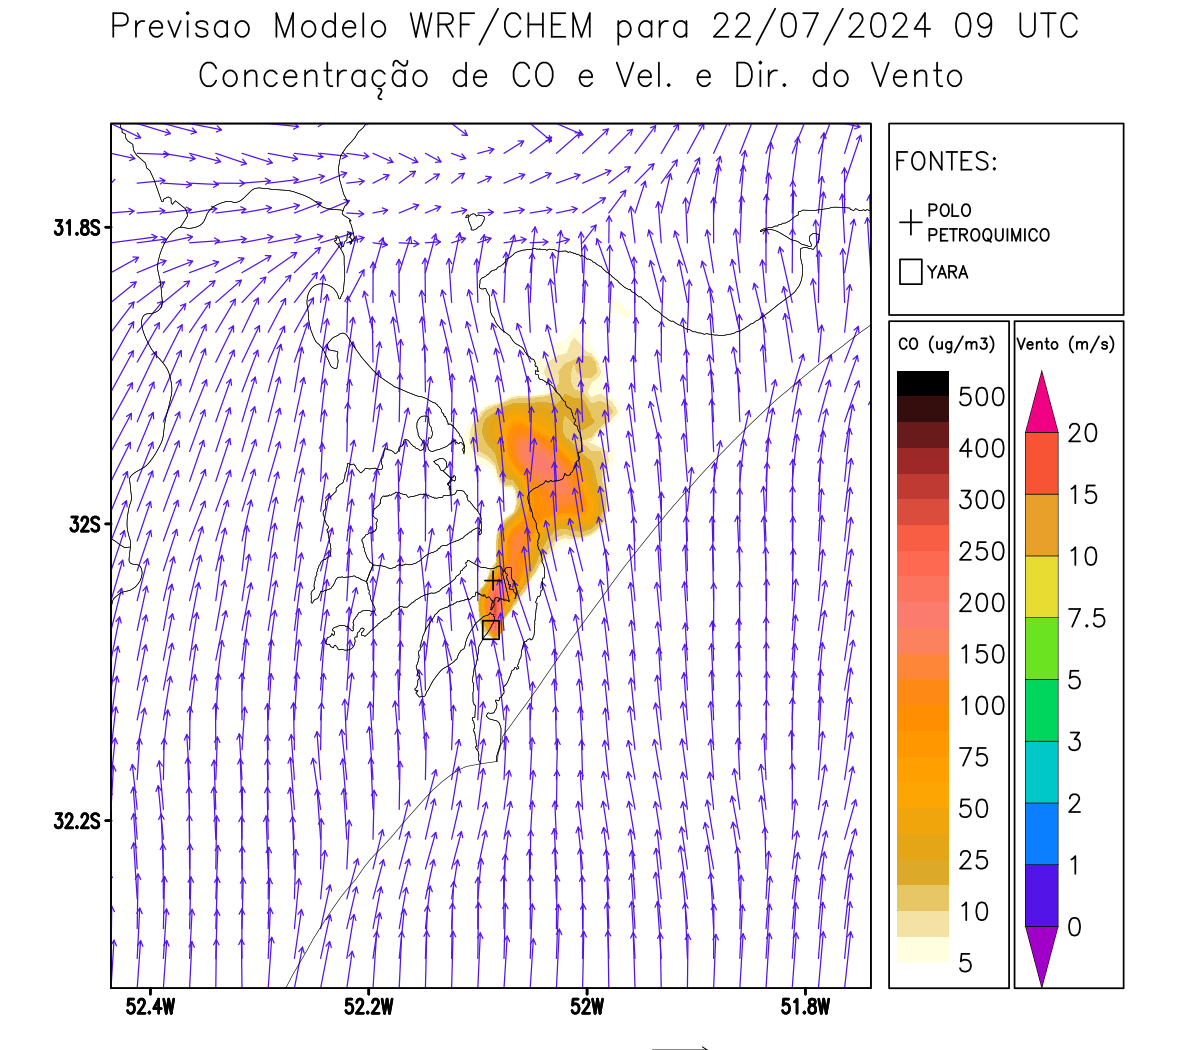 Previsao Modelo WRF/CHEM para 22/07/2024 09 UTC
Concentração de CO e Vel. e Dir. do Vento
FONTES:
POLO
PETROQUIMICO
YARA
CO (ug/m3)
500
400
300
250
200
150
100
75
50
25
10
5
Vento (m/s)
20
15
10
7.5
5
3
2
1
0
31.8S
32S
32.2S
52.4W
52.2W
52W
51.8W